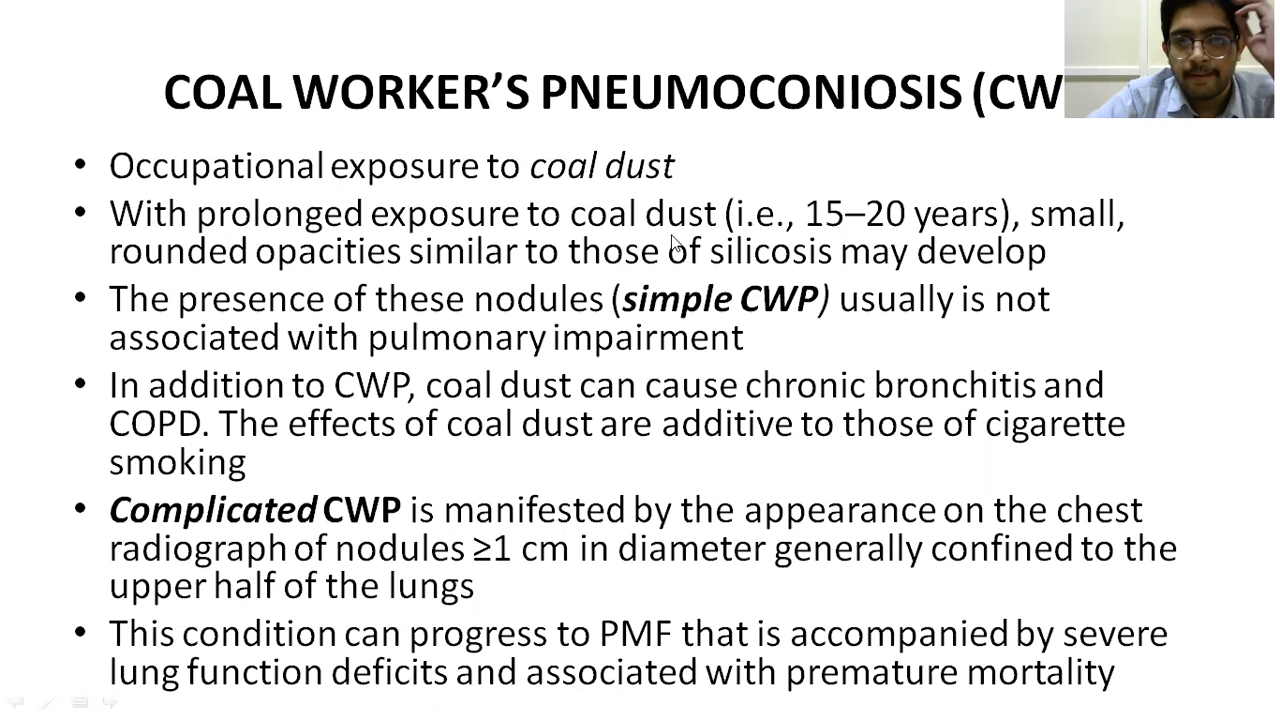 COAL WORKER’S PNEUMOCONIOSIS (CW
• Occupational exposure to coal dust
• With prolonged exposure to coal dust (i.e., 15–20 years), small,
rounded opacities similar to those of silicosis may develop
• The presence of these nodules (simple CWP) usually is not
associated with pulmonary impairment
• In addition to CWP, coal dust can cause chronic bronchitis and
COPD. The effects of coal dust are additive to those of cigarette
smoking
• Complicated CWP is manifested by the appearance on the chest
radiograph of nodules ≥1 cm in diameter generally confined to the
upper half of the lungs
• This condition can progress to PMF that is accompanied by severe
lung function deficits and associated with premature mortality